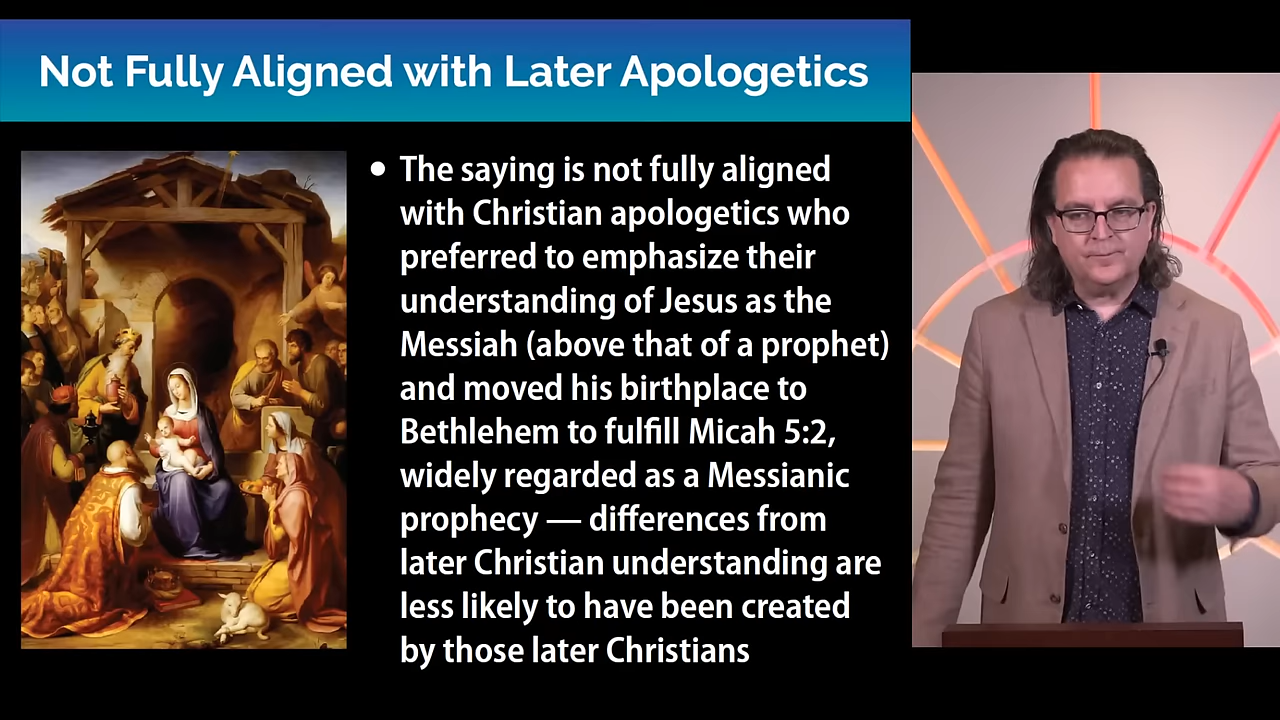 Not Fully Aligned with Later Apologetics
• The saying is not fully aligned
with Christian apologetics who
preferred to emphasize their
understanding of Jesus as the
Messiah (above that of a prophet)
and moved his birthplace to
Bethlehem to fulfill Micah 5:2,
widely regarded as a Messianic
prophecy — differences from
later Christian understanding are
less likely to have been created
by those later Christians